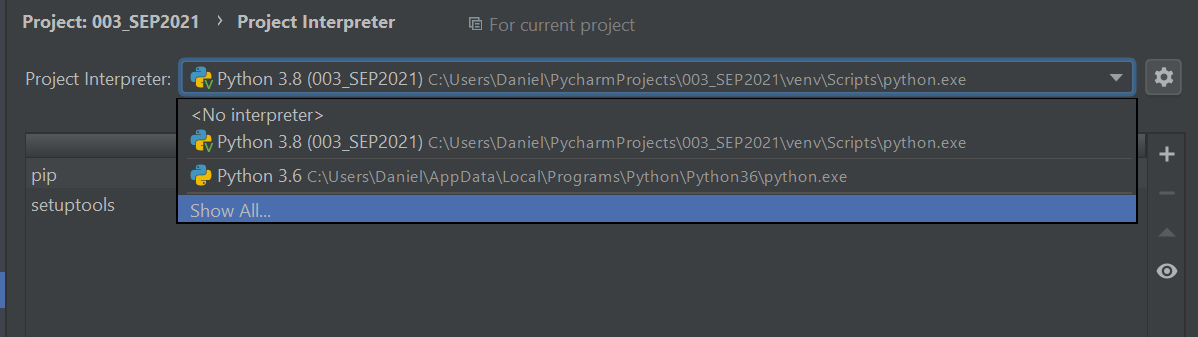 Project: 003_SEP2021 › Project Interpreter For current project
Project Interpreter: Python 3.8 (003_SEP2021) C:\Users\Daniel\PycharmProjects\003_SEP2021\venv\Scripts\python.exe
<No interpreter>
Python 3.8 (003_SEP2021) C:\Users\Daniel\PycharmProjects\003_SEP2021\venv\Scripts\python.exe
Python 3.6 C:\Users\Daniel\AppData\Local\Programs\Python\Python36\python.exe
Show All...
pip
setuptools